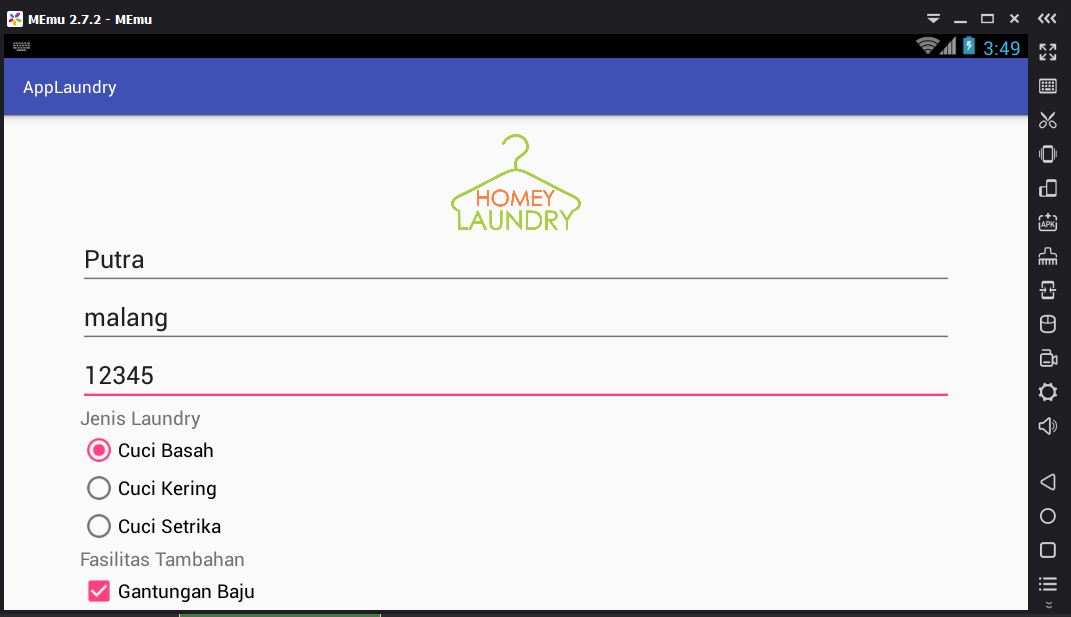 MEmu 2.7.2 - MEmu
3:49
AppLaundry
HOMEY
LAUNDRY
Putra
malang
12345
Jenis Laundry
Cuci Basah
Cuci Kering
Cuci Setrika
Fasilitas Tambahan
Gantungan Baju
APK